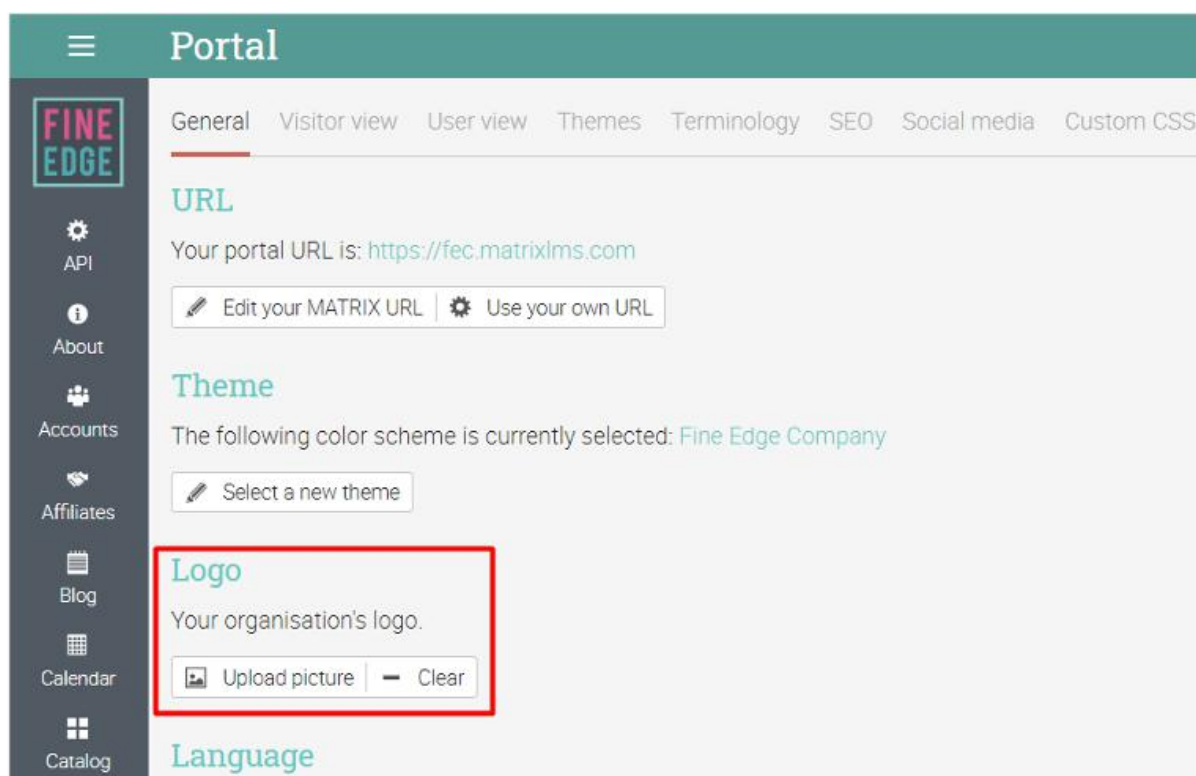 Portal
FINE
EDGE
API
About
Accounts
Affiliates
Blog
Calendar
Catalog
General Visitor view User view Themes Terminology SEO Social media Custom CSS
URL
Your portal URL is: https://fec.matrixlms.com
Edit your MATRIX URL Use your own URL
Theme
The following color scheme is currently selected: Fine Edge Company
Select a new theme
Logo
Your organisation's logo.
Upload picture Clear
Language